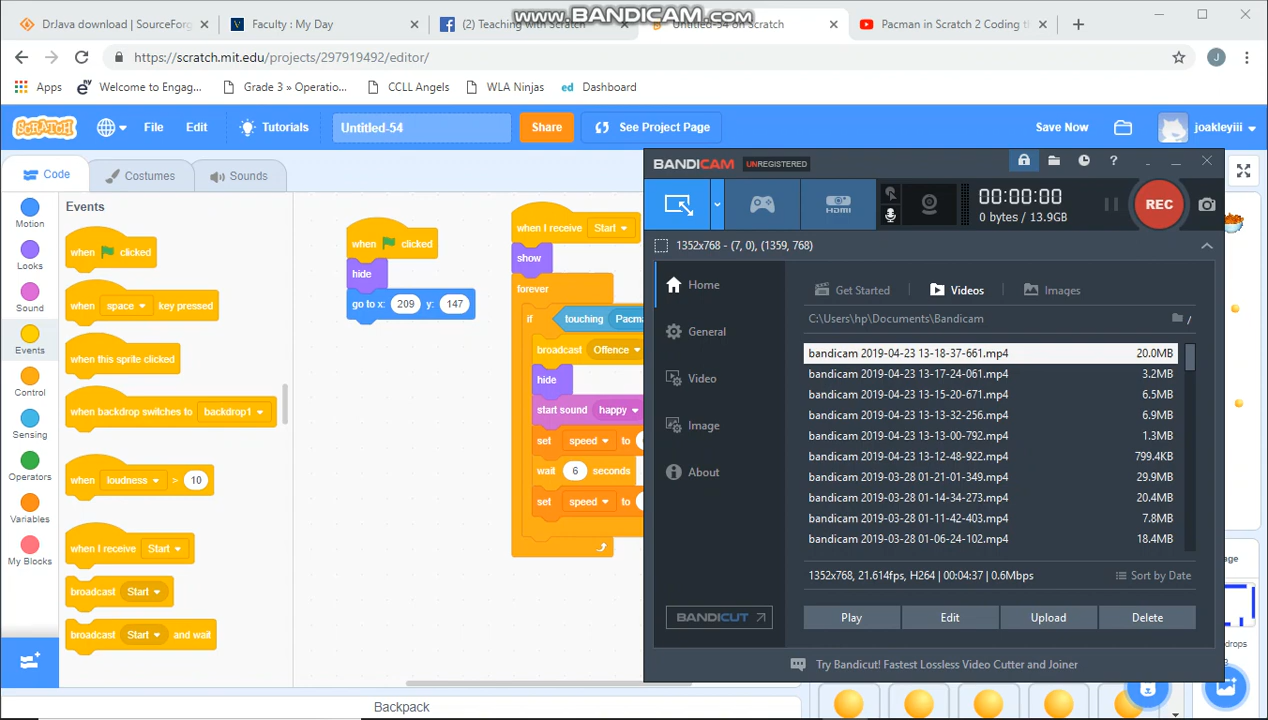 DrJava download | SourceForg
Faculty : My Day
(2) Teaching with Scratch
Untitled-54 on Scratch
Pacman in Scratch 2 Coding t
www.BANDICAM.com
https://scratch.mit.edu/projects/297919492/editor/
J
Apps
Welcome to Engag...
Grade 3 » Operatio...
CCLL Angels
WLA Ninjas
ed Dashboard
SCRATCH
File
Edit
Tutorials
Untitled-54
Share
See Project Page
Save Now
joakleyiii
Code
Costumes
Sounds
Motion
Looks
Sound
Events
Control
Sensing
Operators
Variables
My Blocks
Events
when clicked
when space key pressed
when this sprite clicked
when backdrop switches to backdrop1
when loudness > 10
when I receive Start
broadcast Start
broadcast Start and wait
when clicked
hide
go to x: 209 y: 147
when I receive Start
show
forever
if touching Pacm
broadcast Offence
hide
start sound happy
set speed to
wait 6 seconds
set speed to
Backpack
BANDICAM UNREGISTERED
?
HDMI
00:00:00
0 bytes / 13.9GB
REC
1352x768 - (7, 0), (1359, 768)
Home
General
Video
Image
About
BANDICUT
Get Started
Videos
Images
C:\Users\hp\Documents\Bandicam
/
bandicam 2019-04-23 13-18-37-661.mp4 20.0MB
bandicam 2019-04-23 13-17-24-061.mp4 3.2MB
bandicam 2019-04-23 13-15-20-671.mp4 6.5MB
bandicam 2019-04-23 13-13-32-256.mp4 6.9MB
bandicam 2019-04-23 13-13-00-792.mp4 1.3MB
bandicam 2019-04-23 13-12-48-922.mp4 799.4KB
bandicam 2019-03-28 01-21-01-349.mp4 29.9MB
bandicam 2019-03-28 01-14-34-273.mp4 20.4MB
bandicam 2019-03-28 01-11-42-403.mp4 7.8MB
bandicam 2019-03-28 01-06-24-102.mp4 18.4MB
1352x768, 21.614fps, H264 | 00:04:37 | 0.6Mbps
Sort by Date
Play
Edit
Upload
Delete
Try Bandicut! Fastest Lossless Video Cutter and Joiner
age
drops